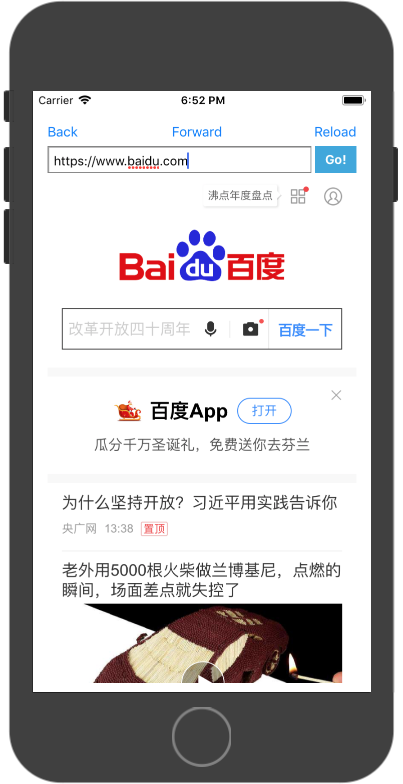 Carrier 6:52 PM
Back Forward Reload
https://www.baidu.com Go!
沸点年度盘点
Bai du 百度
改革开放四十周年 百度一下
百度App 打开
瓜分千万圣诞礼，免费送你去芬兰
为什么坚持开放？习近平用实践告诉你
央广网 13:38 置顶
老外用5000根火柴做兰博基尼，点燃的
瞬间，场面差点就失控了